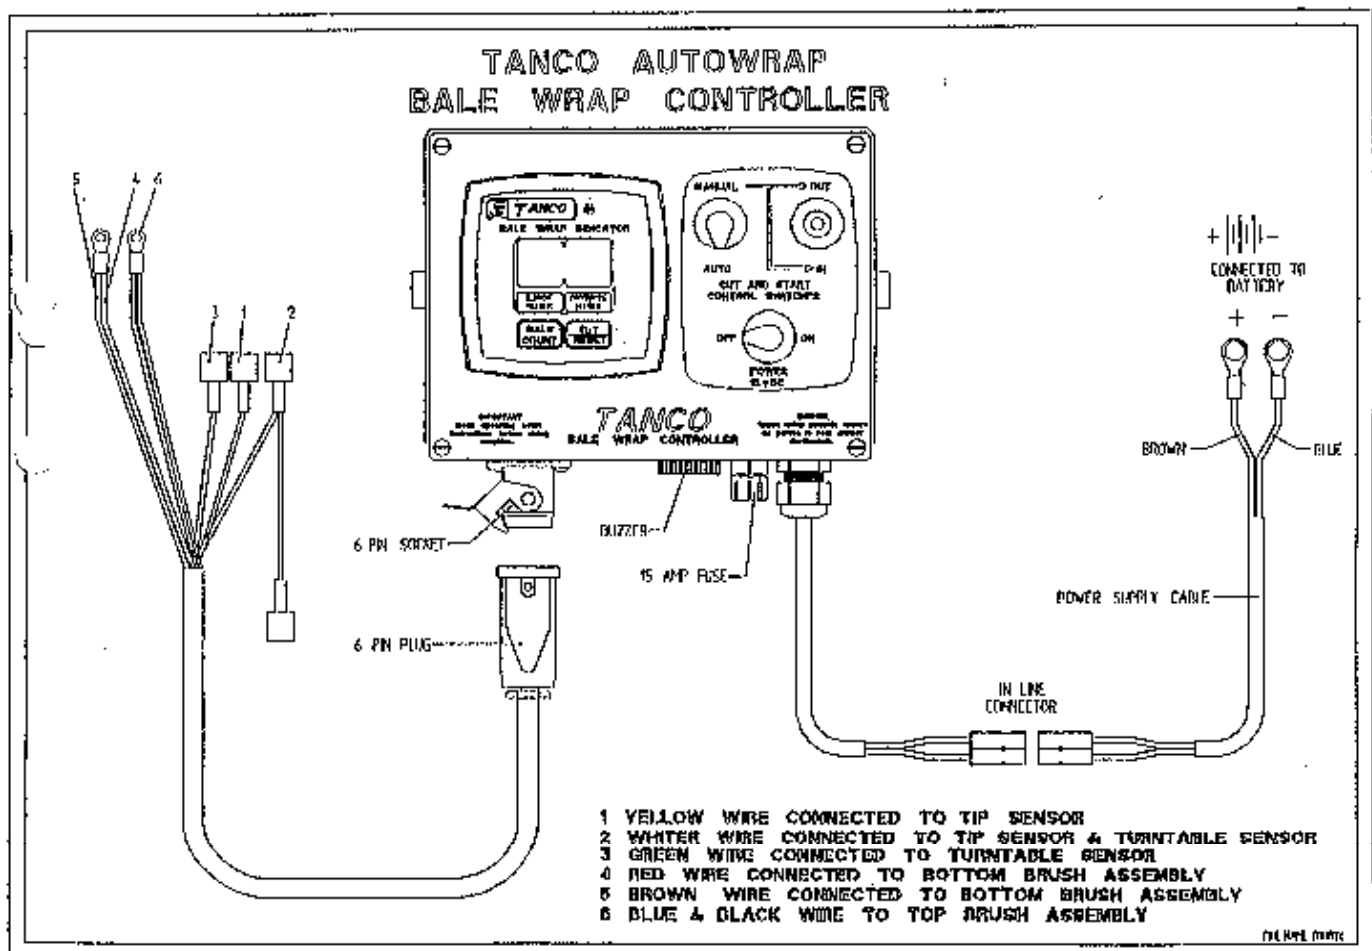 TANCO AUTOWRAP
BALE WRAP CONTROLLER
5 4 6
3 1 2
MANUAL
OUT
TANCO
BALE WRAP INDICATOR
AUTO
IN
CUT AND START
BALE COUNT
CUT RESET
OFF
ON
POWER
TANCO
BALE WRAP CONTROLLER
IMPORTANT
+ -
CONNECTED TO
BATTERY
+ -
BROWN
BLUE
6 PIN SOCKET
BUZZER
15 AMP FUSE
6 PIN PLUG
POWER SUPPLY CABLE
IN LINE
CONNECTOR
1 YELLOW WIRE CONNECTED TO TIP SENSOR
2 WHITER WIRE CONNECTED TO TIP SENSOR & TURNTABLE SENSOR
3 GREEN WIRE CONNECTED TO TURNTABLE SENSOR
4 RED WIRE CONNECTED TO BOTTOM BRUSH ASSEMBLY
5 BROWN WIRE CONNECTED TO BOTTOM BRUSH ASSEMBLY
6 BLUE & BLACK WIRE TO TOP BRUSH ASSEMBLY